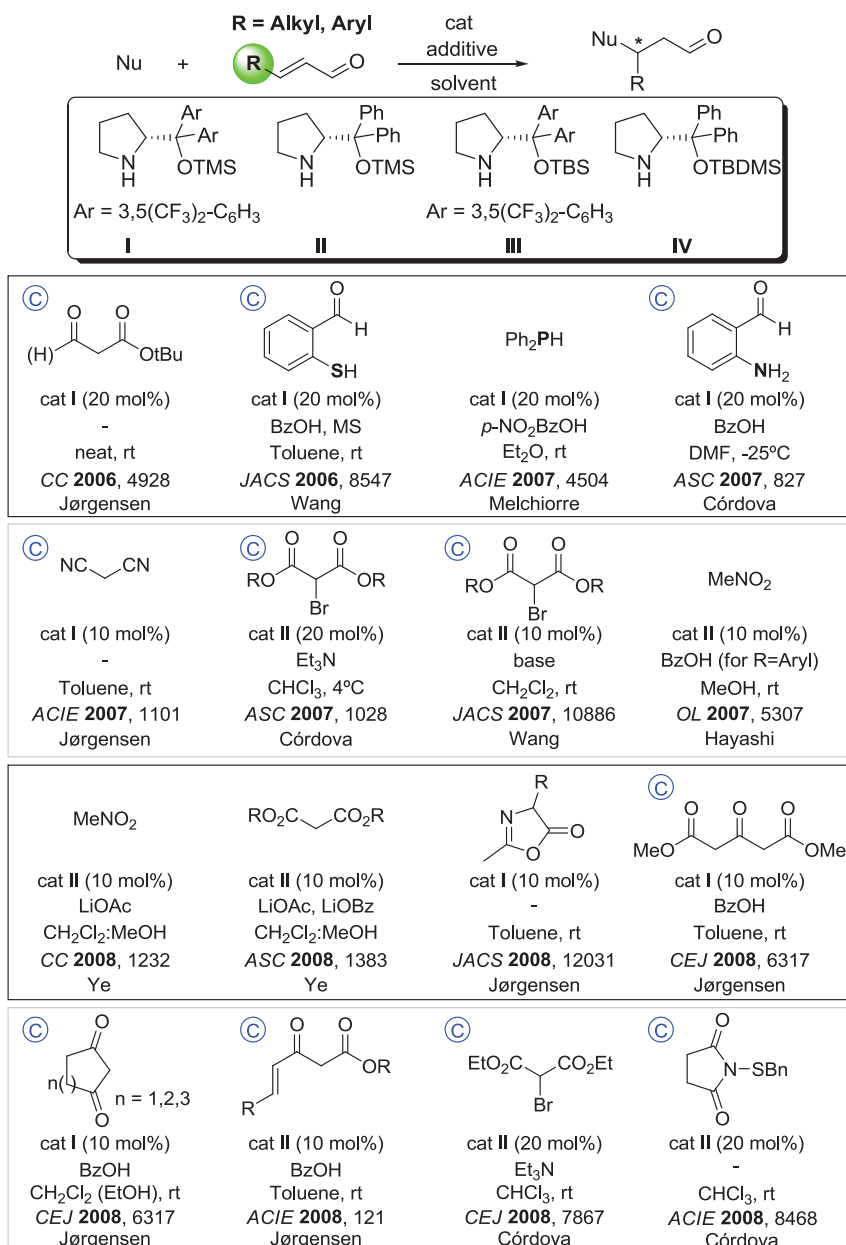 R = Alkyl, Aryl
Nu + R O cat additive solvent Nu * O R
Ar Ar N H OTMS
Ar = 3,5(CF3)2-C6H3
I
Ph Ph N H OTMS
II
Ar Ar N H OTBS
Ar = 3,5(CF3)2-C6H3
III
Ph Ph N H OTBDMS
IV
C O O (H) OtBu
cat I (20 mol%)
-
neat, rt
CC 2006, 4928
Jørgensen
C O H SH
cat I (20 mol%)
BzOH, MS
Toluene, rt
JACS 2006, 8547
Wang
Ph2PH
cat I (20 mol%)
p-NO2BzOH
Et2O, rt
ACIE 2007, 4504
Melchiorre
C O H NH2
cat I (20 mol%)
BzOH
DMF, -25ºC
ASC 2007, 827
Córdova
C NC CN
cat I (10 mol%)
-
Toluene, rt
ACIE 2007, 1101
Jørgensen
C O O RO OR Br
cat II (20 mol%)
Et3N
CHCl3, 4ºC
ASC 2007, 1028
Córdova
C O O RO OR Br
cat II (10 mol%)
base
CH2Cl2, rt
JACS 2007, 10886
Wang
MeNO2
cat II (10 mol%)
BzOH (for R=Aryl)
MeOH, rt
OL 2007, 5307
Hayashi
MeNO2
cat II (10 mol%)
LiOAc
CH2Cl2:MeOH
CC 2008, 1232
Ye
RO2C CO2R
cat II (10 mol%)
LiOAc, LiOBz
CH2Cl2:MeOH
ASC 2008, 1383
Ye
R N O O
cat I (10 mol%)
-
Toluene, rt
JACS 2008, 12031
Jørgensen
C O O O MeO OMe
cat I (10 mol%)
BzOH
Toluene, rt
CEJ 2008, 6317
Jørgensen
C O n( ) O n = 1,2,3
cat I (10 mol%)
BzOH
CH2Cl2 (EtOH), rt
CEJ 2008, 6317
Jørgensen
C O O OR R
cat II (10 mol%)
BzOH
Toluene, rt
ACIE 2008, 121
Jørgensen
C EtO2C CO2Et Br
cat II (20 mol%)
Et3N
CHCl3, rt
CEJ 2008, 7867
Córdova
C O N-SBn O
cat II (20 mol%)
-
CHCl3, rt
ACIE 2008, 8468
Córdova